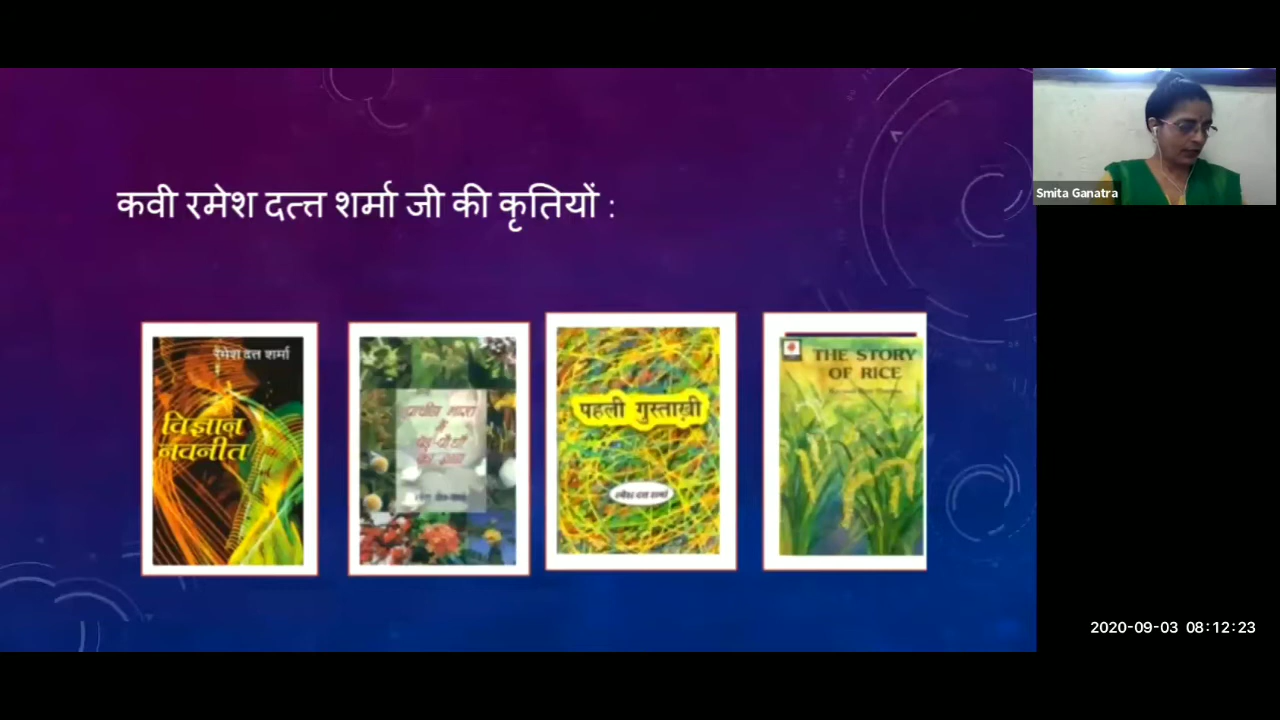 कवी रमेश दत्त्त शर्मा जी की कृतियों :
रमेश दत्त शर्मा
विज्ञान
नवनीत
पहली गुस्ताख़ी
रमेश दत्त शर्मा
THE STORY
OF RICE
Smita Ganatra
2020-09-03 08:12:23